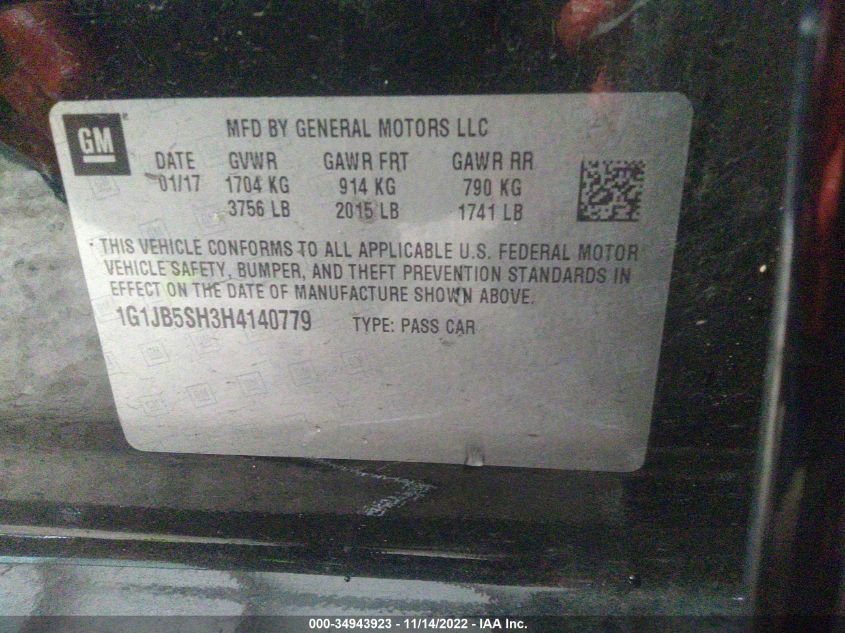 GM
MFD BY GENERAL MOTORS LLC
DATE GVWR GAWR FRT GAWR RR
01/17 1704 KG 914 KG 790 KG
3756 LB 2015 LB 1741 LB
THIS VEHICLE CONFORMS TO ALL APPLICABLE U.S. FEDERAL MOTOR
VEHICLE SAFETY, BUMPER, AND THEFT PREVENTION STANDARDS IN
EFFECT ON THE DATE OF MANUFACTURE SHOWN ABOVE.
1G1JB5SH3H4140779 TYPE: PASS CAR
000-34943923 - 11/14/2022 - IAA Inc.